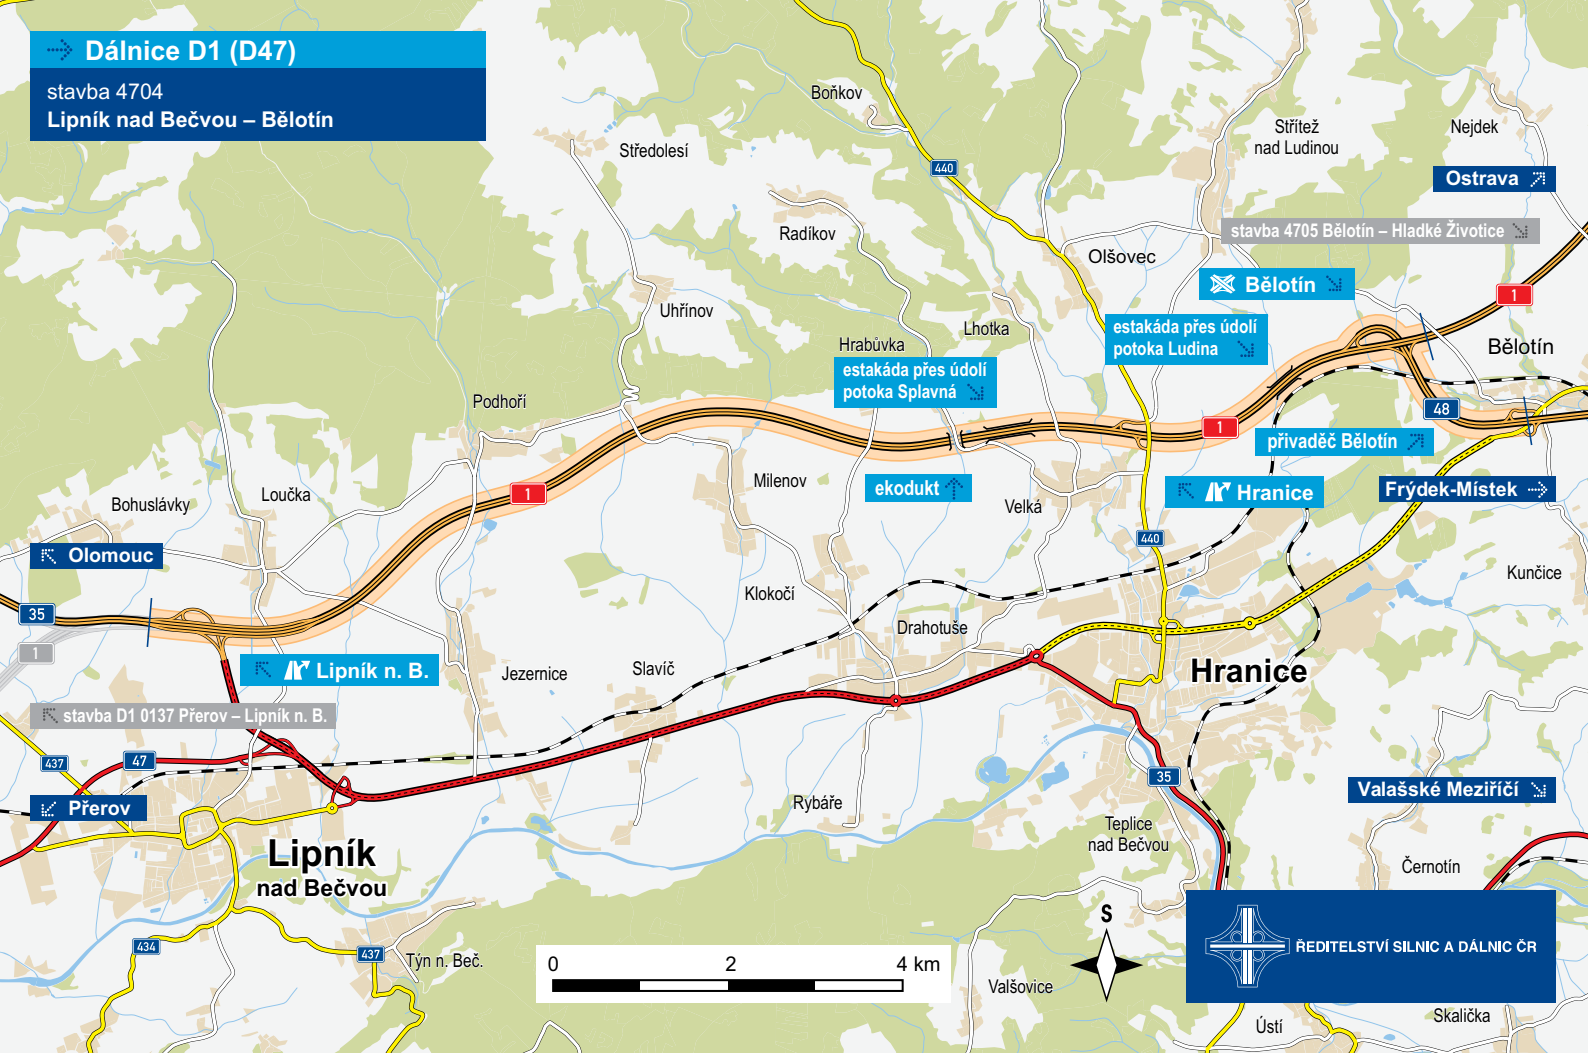 Dálnice D1 (D47)
stavba 4704
Lipník nad Bečvou – Bělotín
Boňkov
Střítež
nad Ludinou
Nejdek
Středolesí
440
Ostrava
Radíkov
stavba 4705 Bělotín – Hladké Životice
Olšovec
Bělotín
1
Uhřínov
Lhotka
estakáda přes údolí
potoka Ludina
Hrabůvka
Bělotín
estakáda přes údolí
potoka Splavná
Podhoří
48
1
přivaděč Bělotín
Milenov
ekodukt
Hranice
Frýdek-Místek
1
Loučka
Bohuslávky
Velká
440
Olomouc
Kunčice
Klokočí
35
Drahotuše
1
Lipník n. B.
Jezernice
Slavíč
Hranice
stavba D1 0137 Přerov – Lipník n. B.
437
47
35
Valašské Meziříčí
Přerov
Rybáře
Teplice
nad Bečvou
Lipník
nad Bečvou
Černotín
S
434
437
Týn n. Beč.
0 2 4 km
ŘEDITELSTVÍ SILNIC A DÁLNIC ČR
Valšovice
Ústí
Skalička